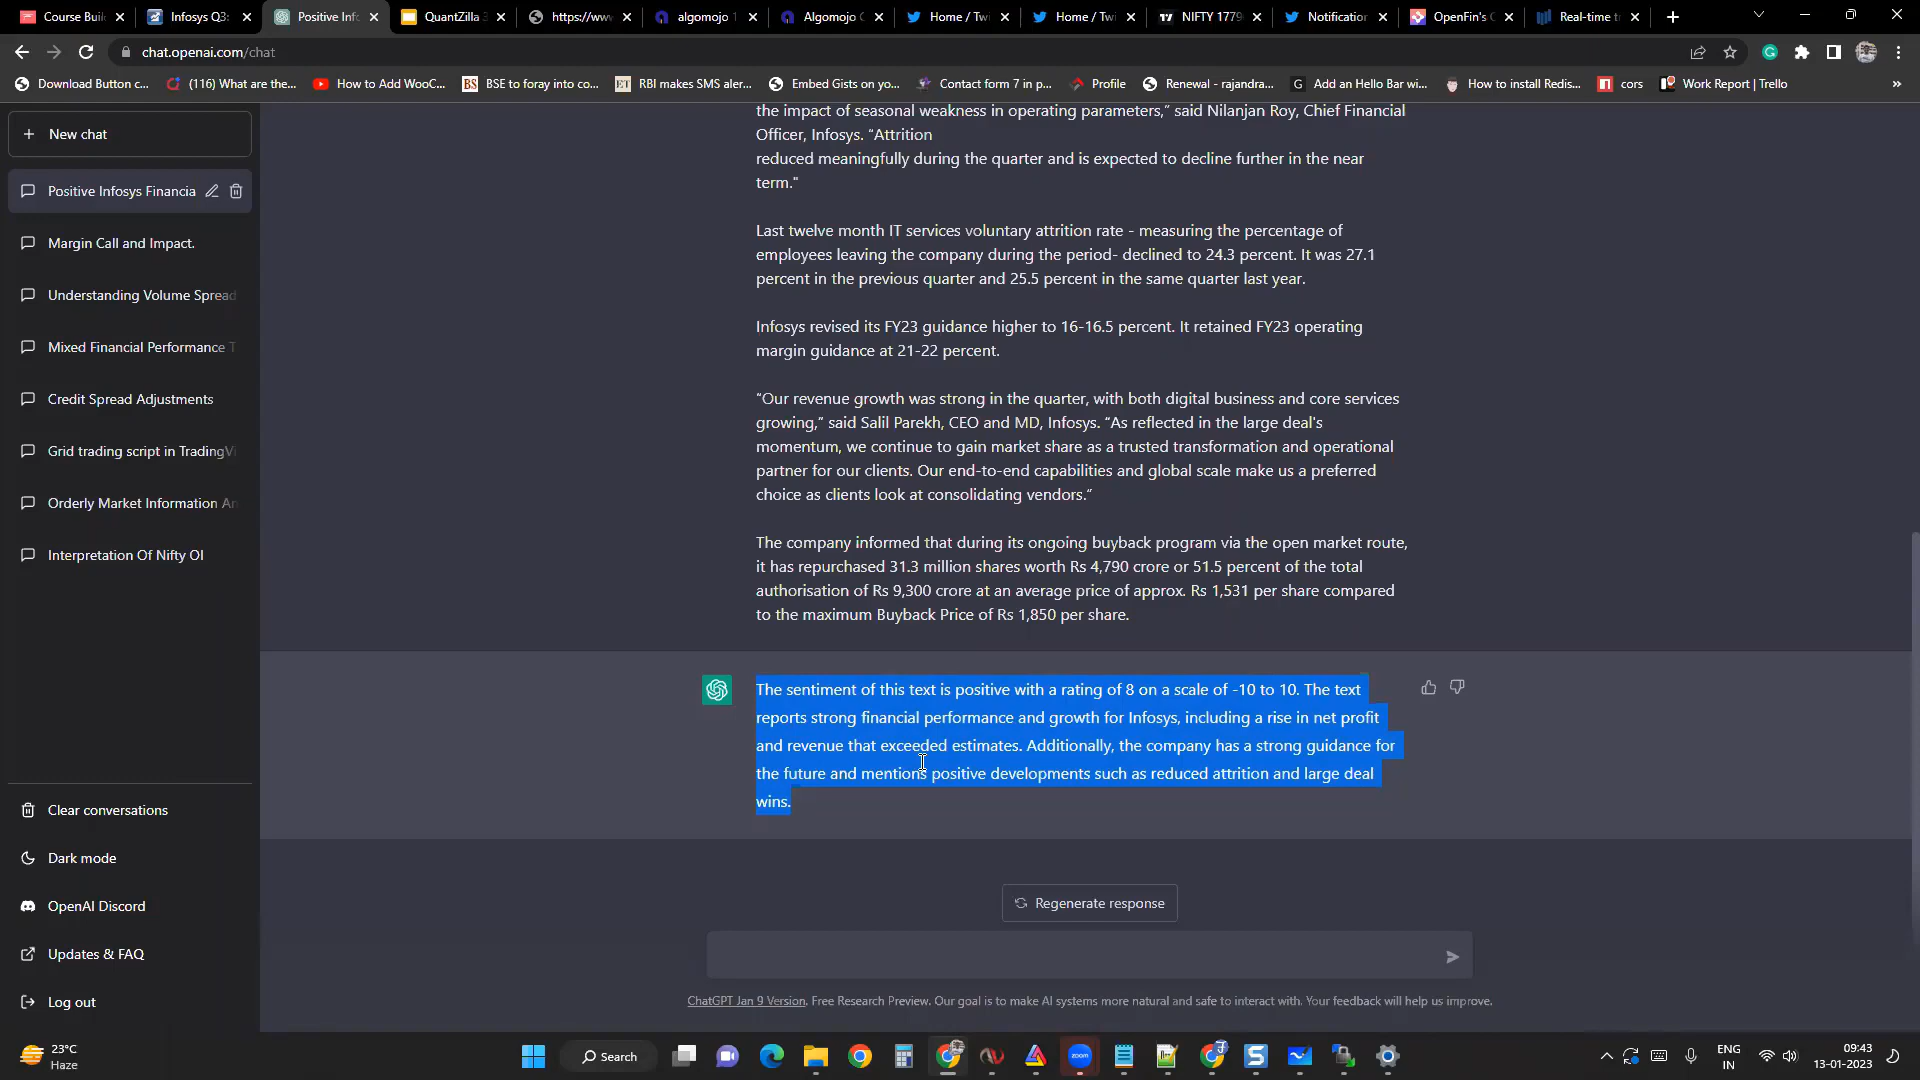 Course Buil
Infosys Q3:
Positive Info
QuantZilla 3
https://www
algomojo 1
Algomojo C
Home / Twi
Home / Twi
NIFTY 1779
Notification
OpenFin's C
Real-time t
chat.openai.com/chat
Download Button c...
(116) What are the...
How to Add WooC...
BSE to foray into co...
RBI makes SMS aler...
Embed Gists on yo...
Contact form 7 in p...
Profile
Renewal - rajandra...
Add an Hello Bar wi...
How to install Redis...
cors
Work Report | Trello
New chat
Positive Infosys Financia
Margin Call and Impact.
Understanding Volume Spread
Mixed Financial Performance T
Credit Spread Adjustments
Grid trading script in TradingVi
Orderly Market Information An
Interpretation Of Nifty OI
Clear conversations
Dark mode
OpenAI Discord
Updates & FAQ
Log out
the impact of seasonal weakness in operating parameters,” said Nilanjan Roy, Chief Financial
Officer, Infosys. “Attrition
reduced meaningfully during the quarter and is expected to decline further in the near
term."
Last twelve month IT services voluntary attrition rate - measuring the percentage of
employees leaving the company during the period- declined to 24.3 percent. It was 27.1
percent in the previous quarter and 25.5 percent in the same quarter last year.
Infosys revised its FY23 guidance higher to 16-16.5 percent. It retained FY23 operating
margin guidance at 21-22 percent.
“Our revenue growth was strong in the quarter, with both digital business and core services
growing,” said Salil Parekh, CEO and MD, Infosys. “As reflected in the large deal's
momentum, we continue to gain market share as a trusted transformation and operational
partner for our clients. Our end-to-end capabilities and global scale make us a preferred
choice as clients look at consolidating vendors.”
The company informed that during its ongoing buyback program via the open market route,
it has repurchased 31.3 million shares worth Rs 4,790 crore or 51.5 percent of the total
authorisation of Rs 9,300 crore at an average price of approx. Rs 1,531 per share compared
to the maximum Buyback Price of Rs 1,850 per share.
The sentiment of this text is positive with a rating of 8 on a scale of -10 to 10. The text
reports strong financial performance and growth for Infosys, including a rise in net profit
and revenue that exceeded estimates. Additionally, the company has a strong guidance for
the future and mentions positive developments such as reduced attrition and large deal
wins.
Regenerate response
ChatGPT Jan 9 Version. Free Research Preview. Our goal is to make AI systems more natural and safe to interact with. Your feedback will help us improve.
23°C
Haze
Search
zoom
ENG
IN
09:43
13-01-2023